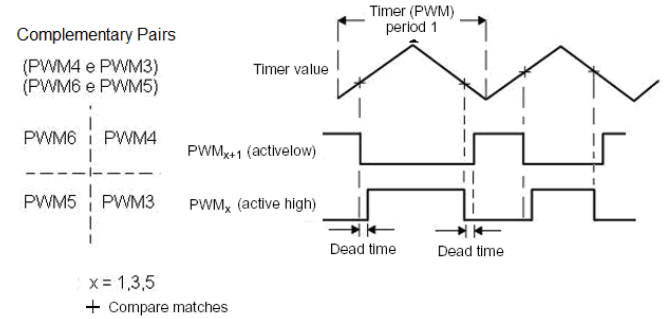 Complementary Pairs
(PWM4 e PWM3)
(PWM6 e PWM5)
PWM6 PWM4
PWM5 PWM3
x = 1,3,5
+ Compare matches
Timer (PWM)
period 1
Timer value
PWMx+1 (activelow)
PWMx (active high)
Dead time
Dead time